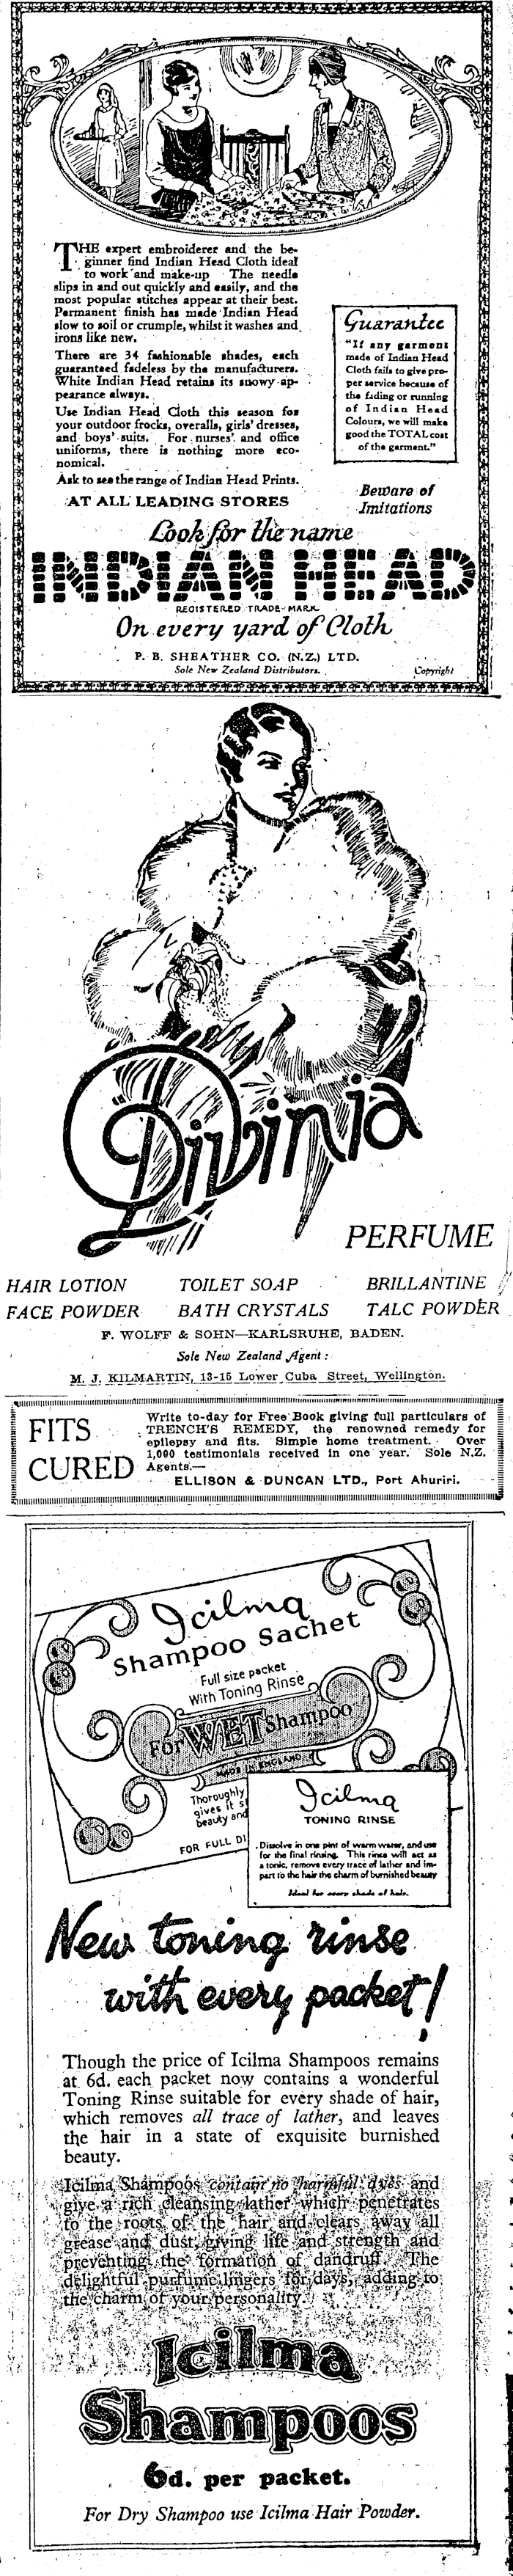 THE expert embroiderer and the be-
ginner find Indian Head Cloth ideal
to work and make-up The needle
slips in and out quickly and easily, and the
most popular stitches appear at their best.
Permanent finish has made Indian Head
slow to soil or crumple, whilst it washes and
irons like new.
There are 34 fashionable shades, each
guaranteed fadeless by the manufacturers.
White Indian Head retains its snowy ap-
pearance always.
Use Indian Head Cloth this season for
your outdoor frocks, overalls, girls' dresses,
and boys' suits. For nurses' and office
uniforms, there is nothing more eco-
nomical.
Ask to see the range of Indian Head Prints.
AT ALL LEADING STORES
Guarantee
"If any garment
made of Indian Head
Cloth fails to give pro-
per service because of
the fading or running
of Indian Head
Colours, we will make
good the TOTAL cost
of the garment."
Beware of
Imitations
Look for the name
INDIAN HEAD
REGISTERED TRADE-MARK
On every yard of Cloth
P. B. SHEATHER CO. (N.Z.) LTD.
Sole New Zealand Distributors.
Copyright
Divinia
PERFUME
HAIR LOTION TOILET SOAP BRILLANTINE
FACE POWDER BATH CRYSTALS TALC POWDER
F. WOLFF & SOHN—KARLSRUHE, BADEN.
Sole New Zealand Agent:
M. J. KILMARTIN, 13-15 Lower Cuba Street, Wellington.
FITS
CURED
Write to-day for Free Book giving full particulars of
TRENCH'S REMEDY, the renowned remedy for
epilepsy and fits. Simple home treatment. Over
1,000 testimonials received in one year. Sole N.Z.
Agents.—
ELLISON & DUNCAN LTD., Port Ahuriri.
Icilma
Shampoo Sachet
Full size packet
With Toning Rinse
For WET Shampoo
MADE IN ENGLAND
Thoroughly
gives it s
beauty and
FOR FULL DI
Icilma
TONING RINSE
Dissolve in one pint of warm water, and use
for the final rinsing. This rinse will act as
a tonic, remove every trace of lather and im-
part to the hair the charm of burnished beauty
Ideal for every shade of hair.
New toning rinse
with every packet!
Though the price of Icilma Shampoos remains
at 6d. each packet now contains a wonderful
Toning Rinse suitable for every shade of hair,
which removes all trace of lather, and leaves
the hair in a state of exquisite burnished
beauty.
Icilma Shampoos contain no harmful dyes and
give a rich cleansing lather which penetrates
to the roots of the hair and clears away all
grease and dust, giving life and strength and
preventing the formation of dandruff. The
delightful purfume lingers for days, adding to
the charm of your personality.
Icilma
Shampoos
6d. per packet.
For Dry Shampoo use Icilma Hair Powder.